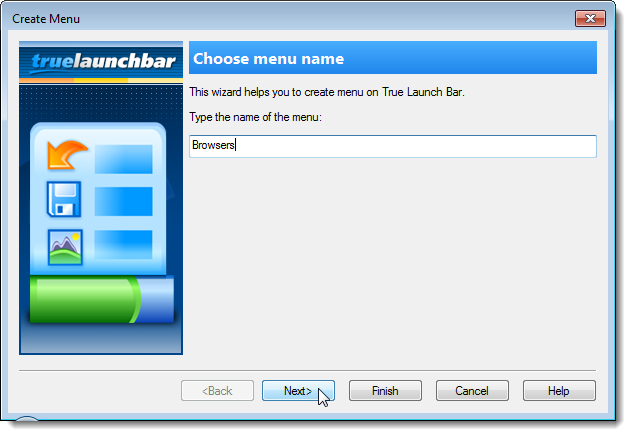 Create Menu
truelaunchbar
Choose menu name
This wizard helps you to create menu on True Launch Bar.
Type the name of the menu:
Browsers
<Back
Next>
Finish
Cancel
Help